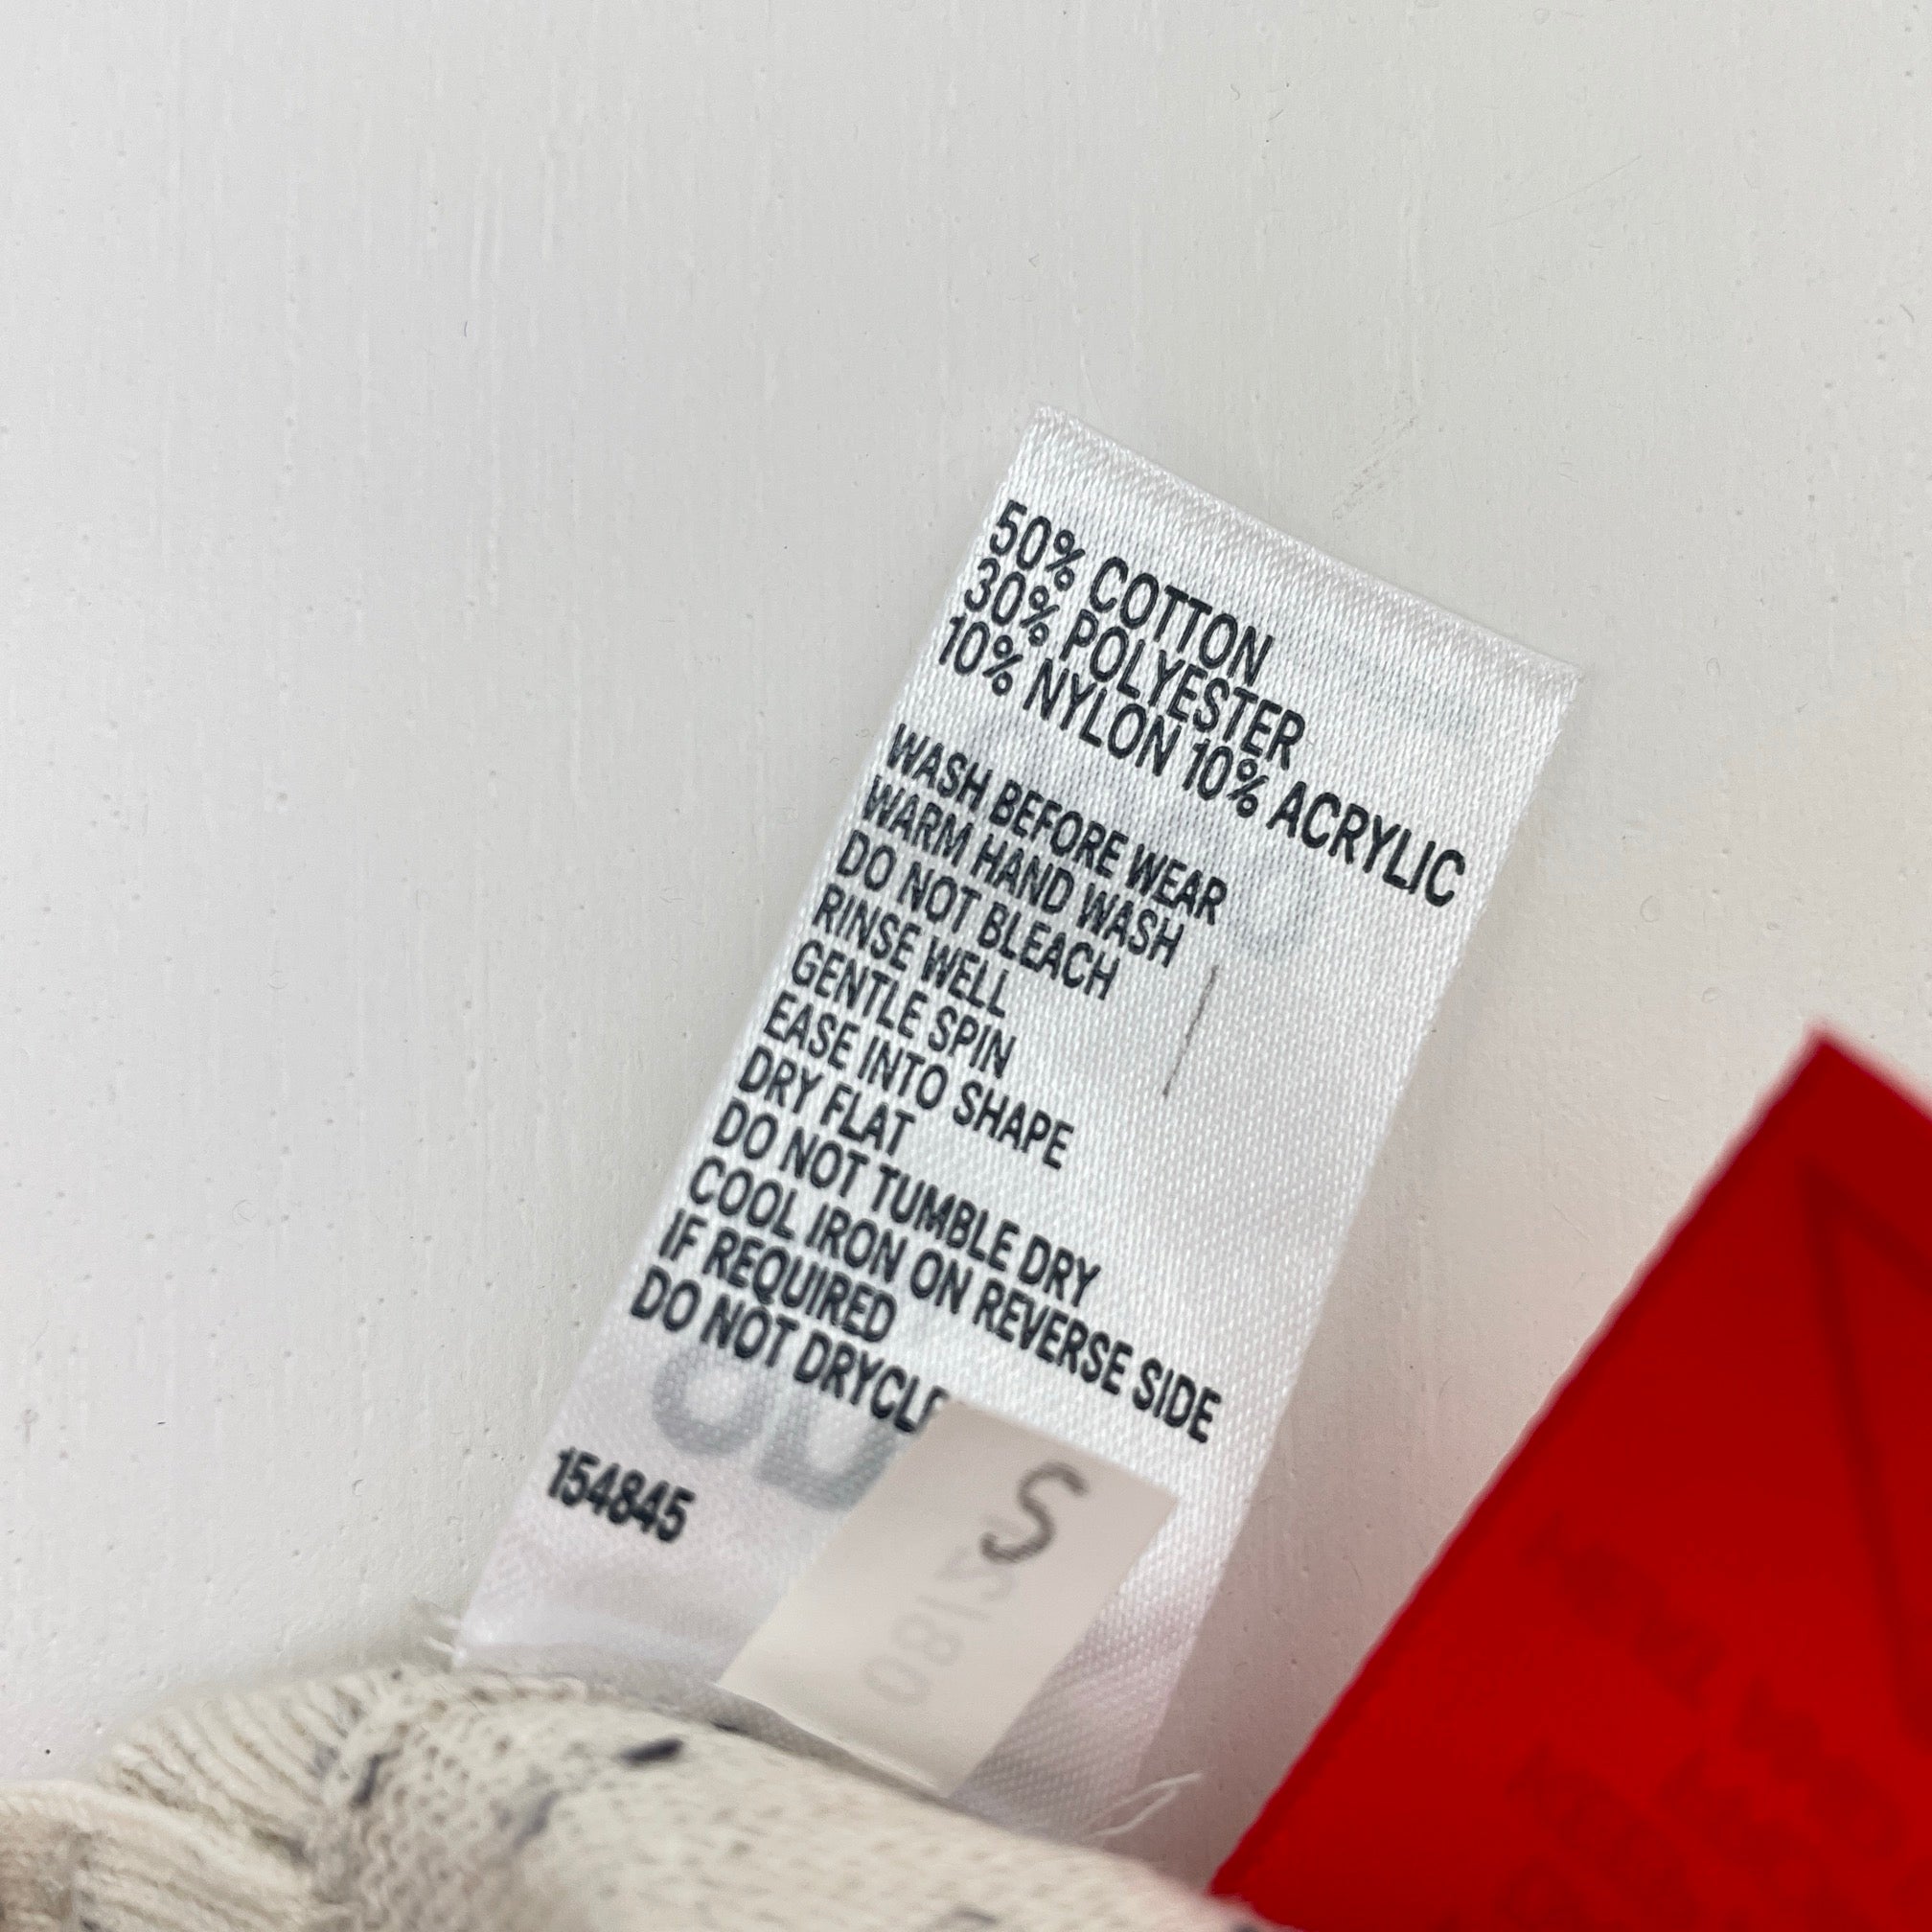 50% COTTON
30% POLYESTER
10% NYLON 10% ACRYLIC
WASH BEFORE WEAR
WARM HAND WASH
DO NOT BLEACH
RINSE WELL
GENTLE SPIN
EASE INTO SHAPE
DRY FLAT
DO NOT TUMBLE DRY
COOL IRON ON REVERSE SIDE
IF REQUIRED
DO NOT DRYCLE
154845
S